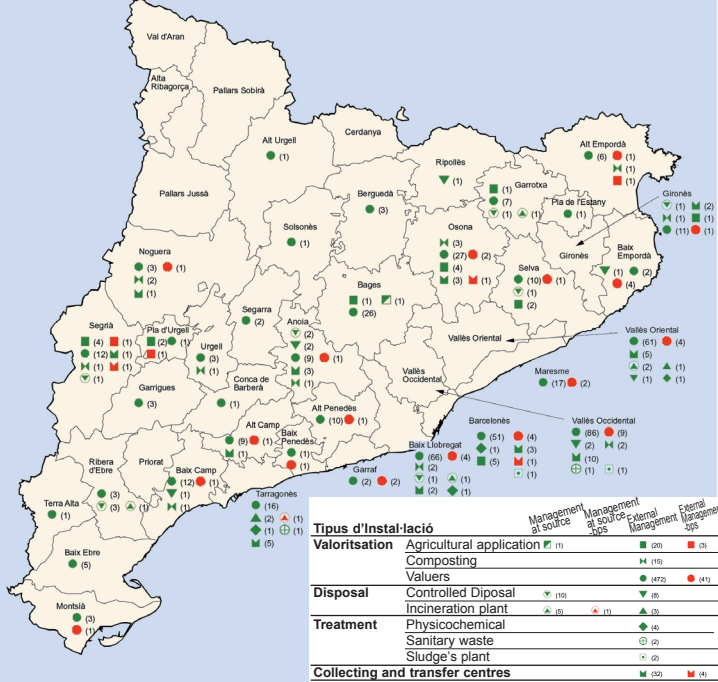 Val d'Aran
Alta
Ribagorça
Pallars Sobirà
Pallars Jussà
Alt Urgell
(1)
Cerdanya
Berguedà
(3)
Solsonès
(1)
Ripollès
(1)
Garrotxa
(1)
(7)
(1) (1)
Pla de l'Estany
(1)
Alt Empordà
(6) (1)
(1)
(1)
Gironès
(1) (2)
(1) (1)
(11) (1)
Gironès
Baix
Empordà
(1) (2)
(4)
Osona
(3)
(27) (2)
(4)
(3) (1)
Selva
(10) (1)
(1)
(2)
Noguera
(3) (1)
(2)
(1)
Bages
(1) (1)
(26)
Segarra
(2)
Anoia
(2)
(2)
(9) (1)
(3)
(1)
Segrià
(4) (1)
(12) (1)
(1) (1)
(1)
Pla d'Urgell
(2) (1)
(1)
Urgell
(3)
(1)
Vallès Oriental
Vallès Oriental
(61) (4)
(5)
(2) (1)
(1) (1)
Vallès
Occidental
Maresme
(17) (2)
Garrigues
(3)
Conca de
Barberà
(1)
Alt Camp
(9) (1)
(1)
Alt Penedès
(10) (1)
Baix
Penedès
(1)
(1)
Baix Llobregat
(66) (4)
(2)
(1) (1)
(2) (1)
Barcelonès
(51) (4)
(1) (3)
(5) (1)
(1)
Vallès Occidental
(86) (9)
(2) (2)
(10)
(1) (1)
Garraf
(2) (2)
Ribera
d'Ebre
(3)
(3) (1)
Priorat
Baix Camp
(12) (1)
(1)
(1)
Tarragonès
(16)
(2) (1)
(1) (1)
(5)
Terra Alta
(1)
Baix Ebre
(5)
Montsià
(3)
(1)
Tipus d'Instal·lació
Management
at source
Management
at source
-bps
External
Management
External
Management
-bps
Valoritsation Agricultural application (1) (20) (3)
Composting (15)
Valuers (472) (41)
Disposal Controlled Diposal (10) (8)
Incineration plant (5) (1) (3)
Treatment Physicochemical (4)
Sanitary waste (2)
Sludge's plant (2)
Collecting and transfer centres (32) (4)